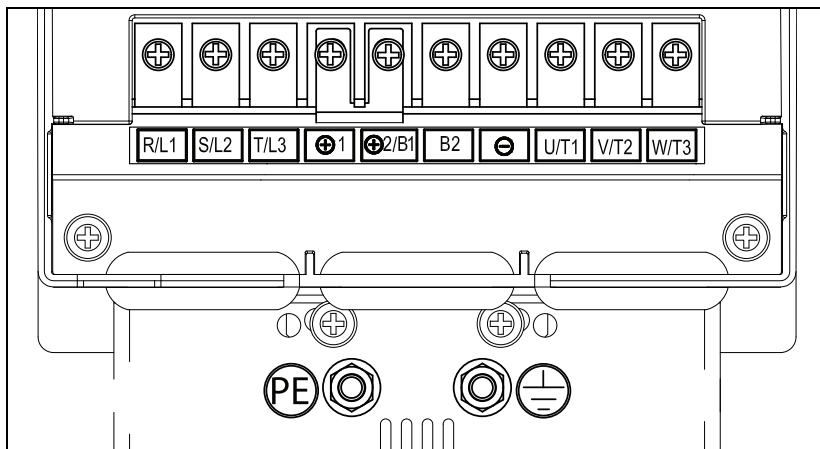 R/L1 S/L2 T/L3 ⊕1 ⊕2/B1 B2 ⊖ U/T1 V/T2 W/T3
PE